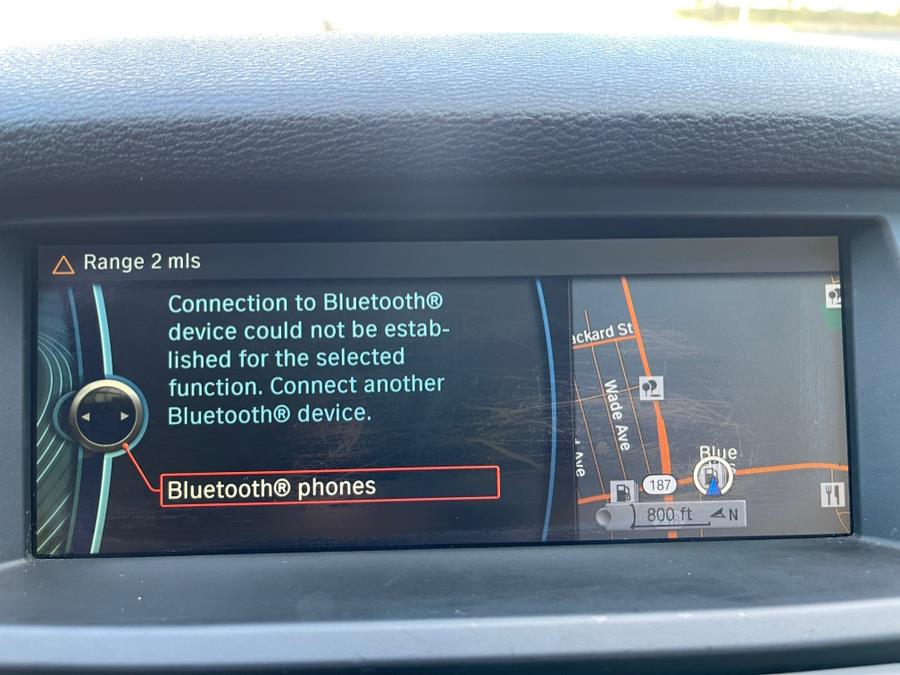 Range 2 mls
Connection to Bluetooth®
device could not be estab-
lished for the selected
function. Connect another
Bluetooth® device.
Bluetooth® phones
ackard St
Wade Ave
Ave
Blue
187
800 ft
N